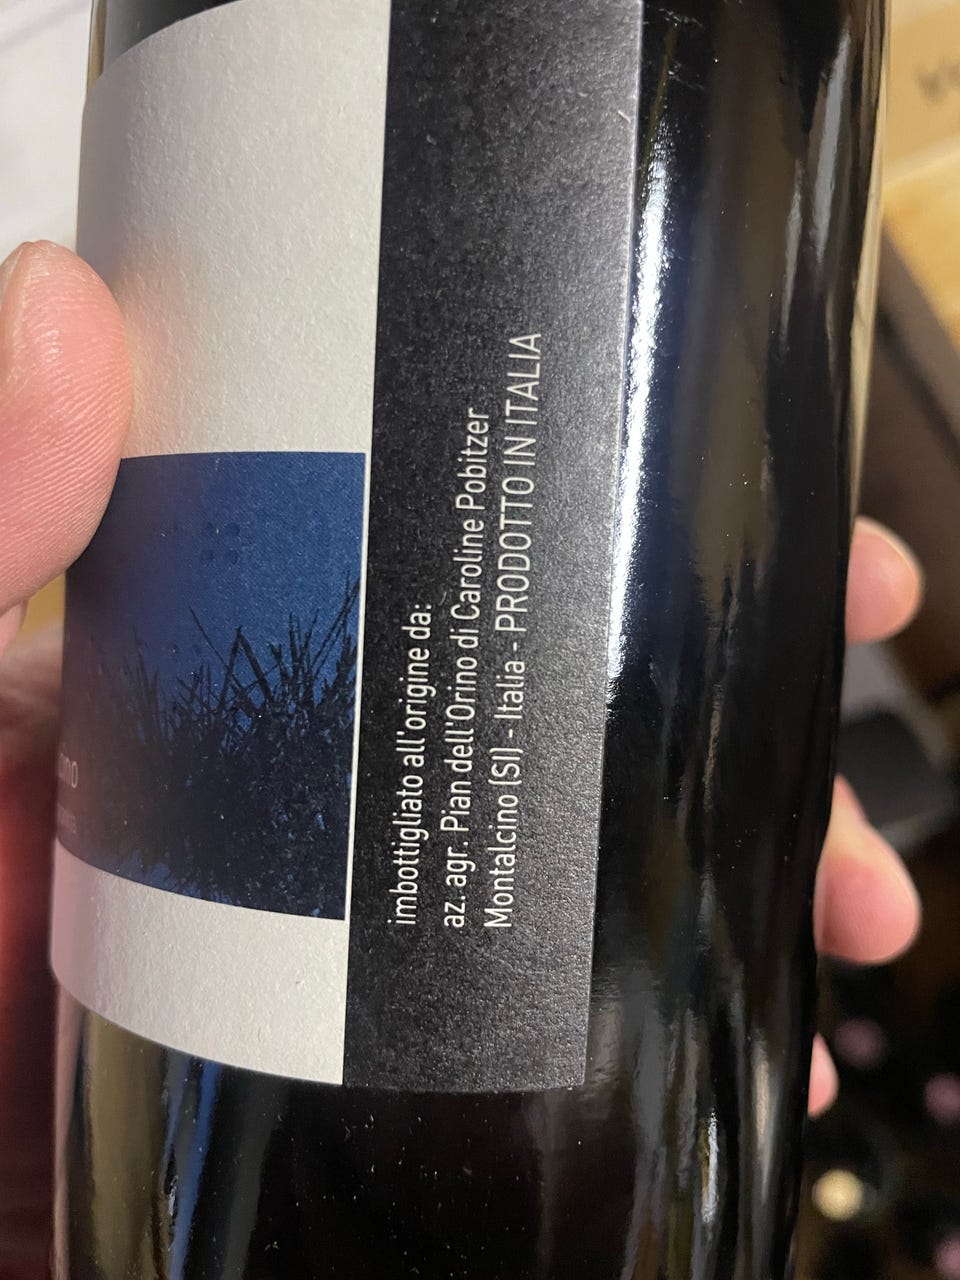 imbottigliato all'origine da:
az. agr. Pian dell'Orino di Caroline Pobitzer
Montalcino (SI) - Italia - PRODOTTO IN ITALIA